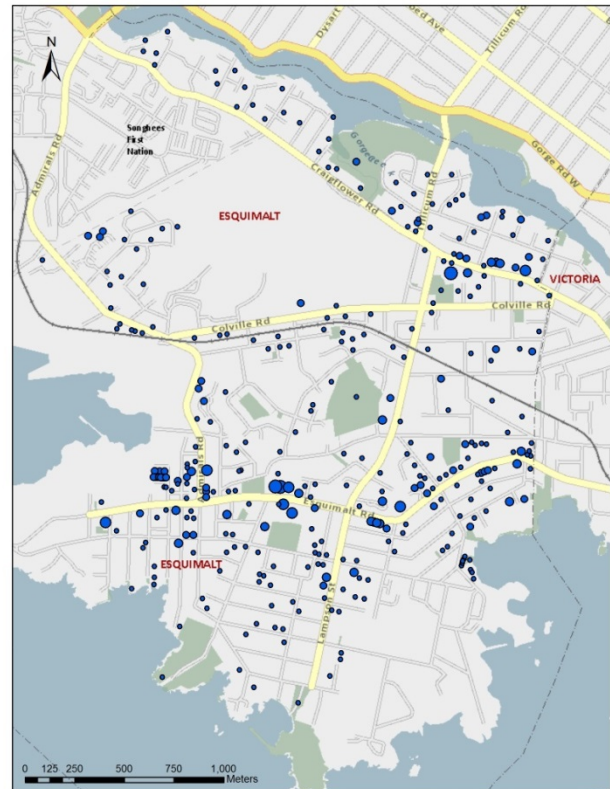 N
Dysart
Tillicum Rd
Songhees
First
Nation
Admirals Rd
Gorge Rd W
Craigflower Rd
Tillicum Rd
ESQUIMALT
VICTORIA
Colville Rd
Colville Rd
Esquimalt Rd
ESQUIMALT
Lampson St
0 125 250 500 750 1,000
Meters